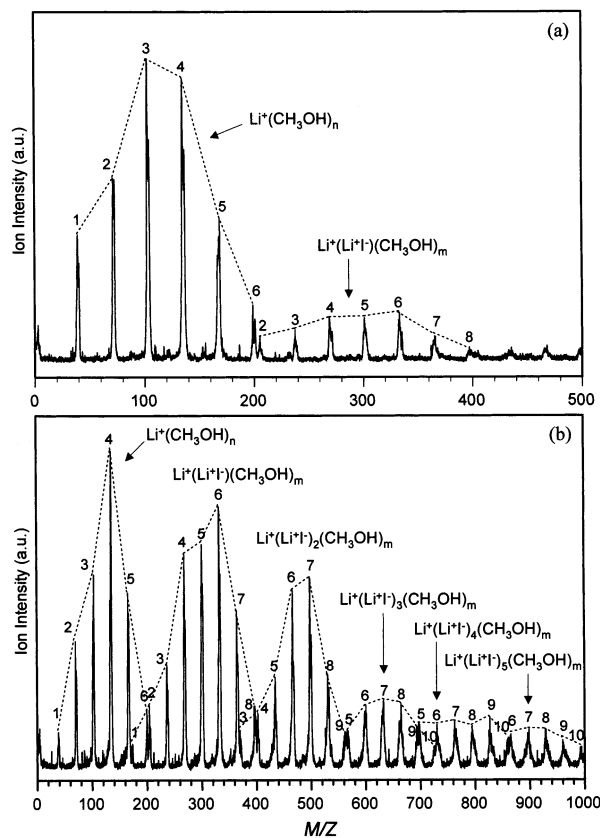 (a)
Ion Intensity (a.u.)
Li⁺(CH₃OH)ₙ
Li⁺(Li⁺I⁻)(CH₃OH)ₘ
1 2 3 4 5 6
2 3 4 5 6 7 8
0 100 200 300 400 500
(b)
Ion Intensity (a.u.)
Li⁺(CH₃OH)ₙ
Li⁺(Li⁺I⁻)(CH₃OH)ₘ
Li⁺(Li⁺I⁻)₂(CH₃OH)ₘ
Li⁺(Li⁺I⁻)₃(CH₃OH)ₘ
Li⁺(Li⁺I⁻)₄(CH₃OH)ₘ
Li⁺(Li⁺I⁻)₅(CH₃OH)ₘ
1 2 3 4 5 6
1 2 3 4 5 6 7 8
3 4 5 6 7 8 9
5 6 7 8 9 10
5 6 7 8 9 10
6 7 8 9 10
0 100 200 300 400 500 600 700 800 900 1000
M/Z